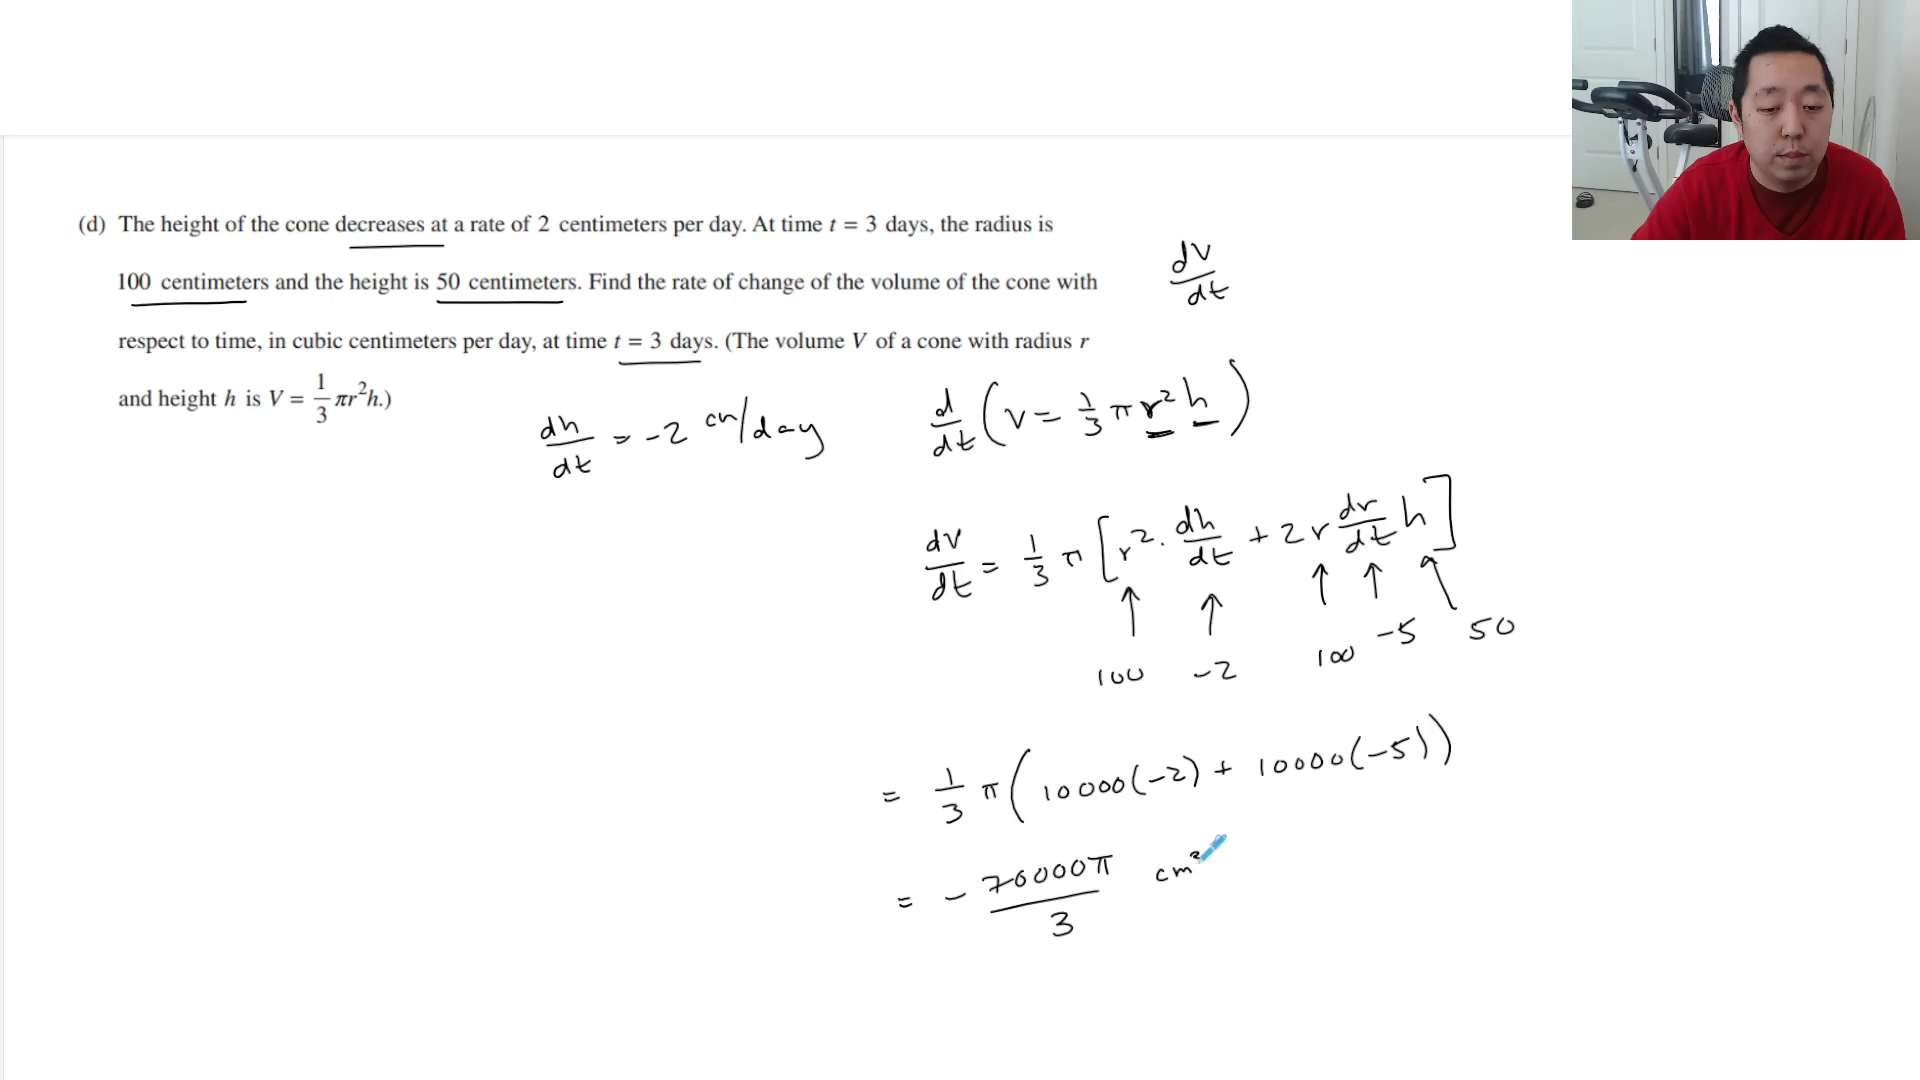 (d) The height of the cone decreases at a rate of 2 centimeters per day. At time t = 3 days, the radius is
100 centimeters and the height is 50 centimeters. Find the rate of change of the volume of the cone with
respect to time, in cubic centimeters per day, at time t = 3 days. (The volume V of a cone with radius r
and height h is V = 1/3 πr²h.)
dV/dt
dh/dt = -2 cm/day
d/dt (V = 1/3 π r² h)
dV/dt = 1/3 π [r² · dh/dt + 2r dr/dt h]
100 -2 100 -5 50
= 1/3 π (10000(-2) + 10000(-5))
= - 70000π/3 cm